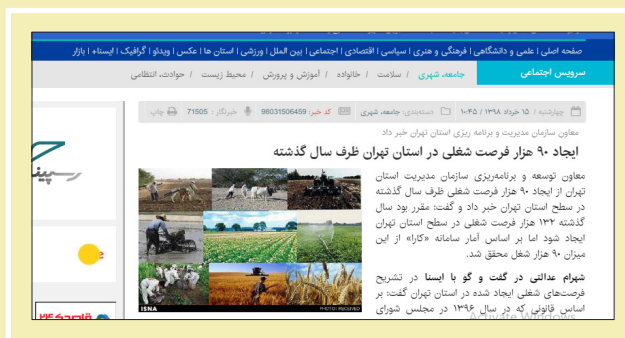 صفحه اصلی | علمی و دانشگاهی | فرهنگی و هنری | سیاسی | اقتصادی | اجتماعی | بین الملل | ورزشی | استان ها | عکس | ویدئو | گرافیک | ایسنا+ | بازار
سرویس اجتماعی
جامعه، شهری / سلامت / خانواده / آموزش و پرورش / محیط زیست / حوادث، انتظامی
چهارشنبه / ۱۵ خرداد ۱۳۹۸ / ۱۰:۴۵ دسته‌بندی: جامعه، شهری کد خبر: 98031506459 خبرنگار : 71505 چاپ
معاون سازمان مدیریت و برنامه ریزی استان تهران خبر داد
ایجاد ۹۰ هزار فرصت شغلی در استان تهران ظرف سال گذشته
معاون توسعه و برنامه‌ریزی سازمان مدیریت استان
تهران از ایجاد ۹۰ هزار فرصت شغلی ظرف سال گذشته
در سطح استان تهران خبر داد و گفت: مقرر بود سال
گذشته ۱۳۲ هزار فرصت شغلی در سطح استان تهران
ایجاد شود اما بر اساس آمار سامانه «کارا» از این
میزان ۹۰ هزار شغل محقق شد.
شهرام عدالتی در گفت و گو با ایسنا در تشریح
فرصت‌های شغلی ایجاد شده در استان تهران گفت: بر
اساس قانونی که در سال ۱۳۹۶ در مجلس شورای
ISNA
PHOTO:
Activate Windows